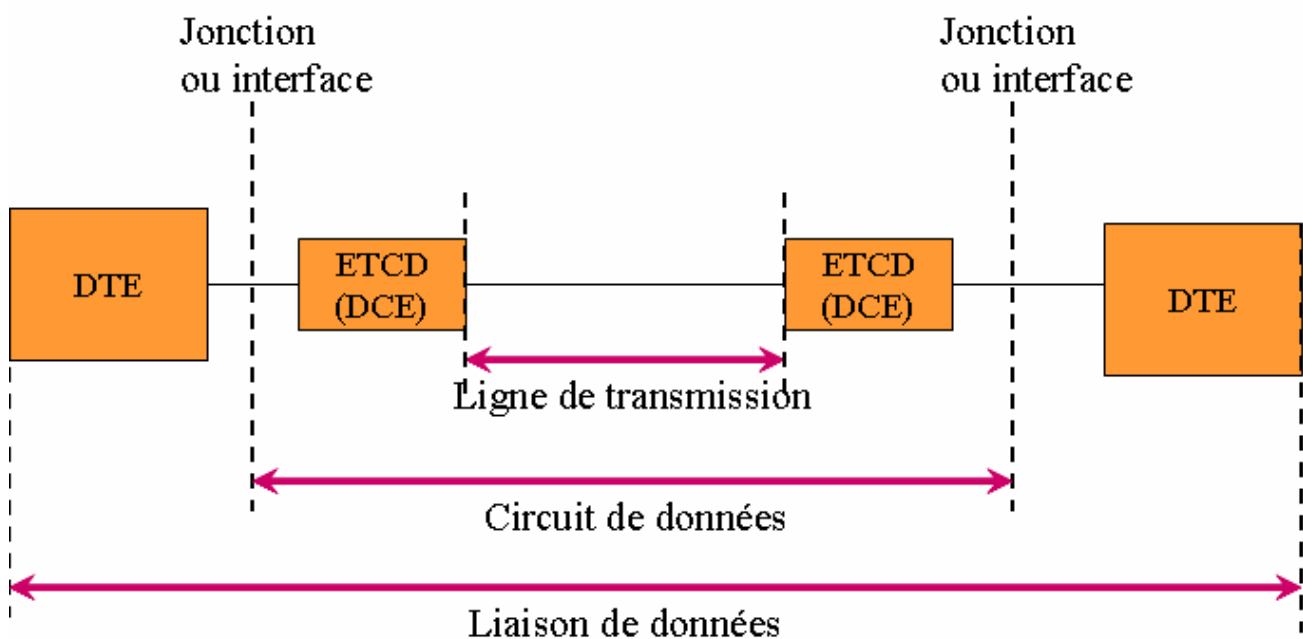 Jonction
ou interface
Jonction
ou interface
DTE
ETCD
(DCE)
ETCD
(DCE)
DTE
Ligne de transmission
Circuit de données
Liaison de données